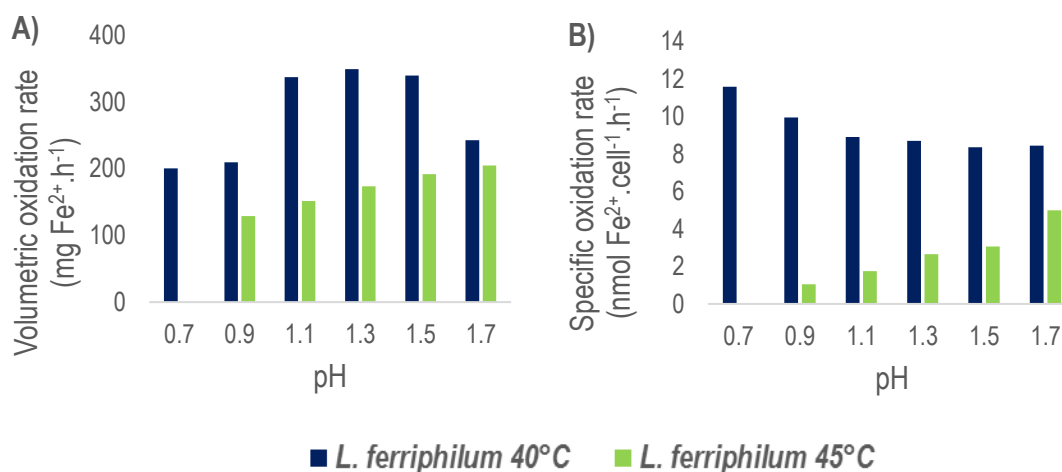 A)
Volumetric oxidation rate
(mg Fe²⁺.h⁻¹)
400
300
200
100
0
0.7 0.9 1.1 1.3 1.5 1.7
pH
B)
Specific oxidation rate
(nmol Fe²⁺.cell⁻¹.h⁻¹)
14
12
10
8
6
4
2
0
0.7 0.9 1.1 1.3 1.5 1.7
pH
L. ferriphilum 40°C L. ferriphilum 45°C